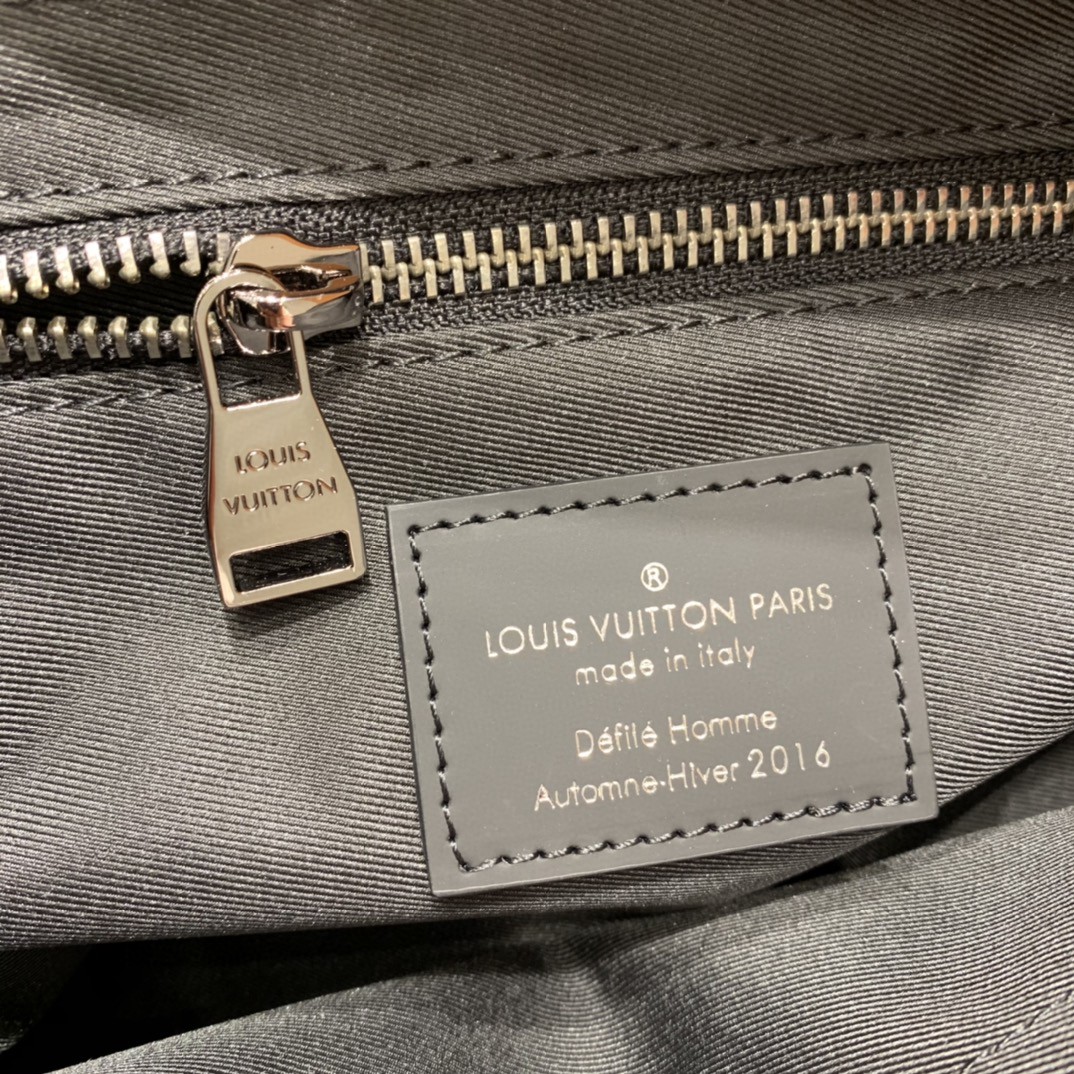 LOUIS
VUITTON
®
LOUIS VUITTON PARIS
made in italy
Défilé Homme
Automne-Hiver 2016